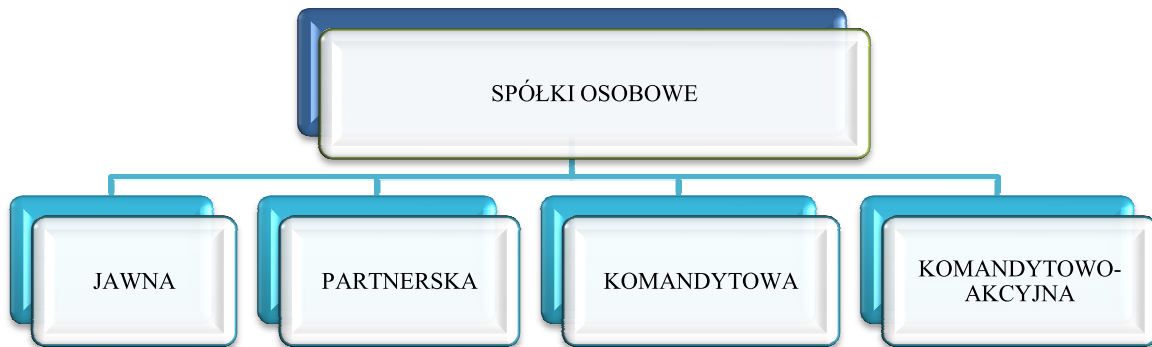 SPÓŁKI OSOBOWE
JAWNA
PARTNERSKA
KOMANDYTOWA
KOMANDYTOWO-
AKCYJNA